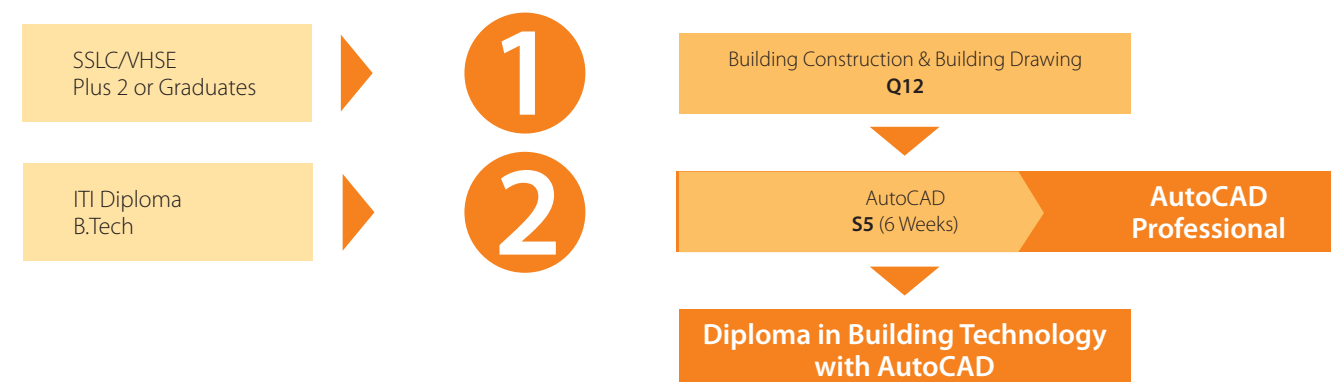 SSLC/VHSE
Plus 2 or Graduates
1
Building Construction & Building Drawing
Q12
ITI Diploma
B.Tech
2
AutoCAD
S5 (6 Weeks)
AutoCAD
Professional
Diploma in Building Technology
with AutoCAD